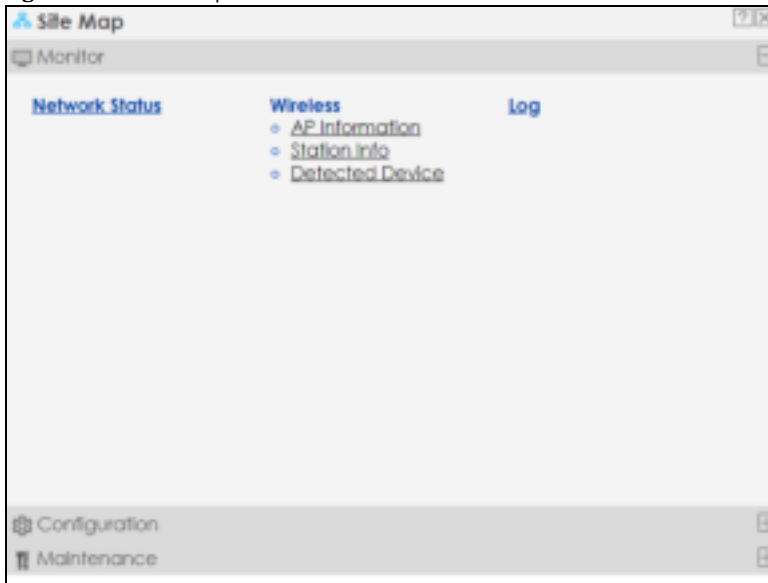 Site Map
Monitor
Network Status
Wireless
AP Information
Station Info
Detected Device
Log
Configuration
Maintenance